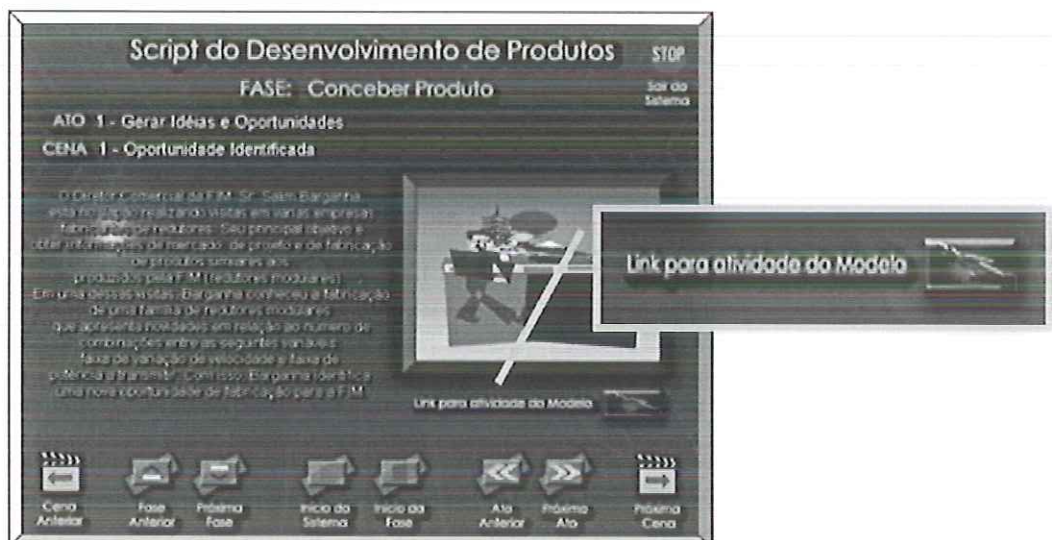 Script do Desenvolvimento de Produtos
STOP
Sair do
Sistema
FASE: Conceber Produto
ATO 1 - Gerar Idéias e Oportunidades
CENA 1 - Oportunidade Identificada
O Diretor Comercial da F.I.M. Sr. Salim Barganha
está no Japão realizando visitas em várias empresas
fabricantes de redutores. Seu principal objetivo é
obter informações de mercado, de projeto e de fabricação
de produtos similares aos
produzidos pela F.I.M (redutores modulares).
Em uma dessas visitas, Barganha conheceu a fabricação
de uma família de redutores modulares
que apresenta novidades em relação ao número de
combinações entre as seguintes variáveis:
faixa de variação de velocidade e faixa de
potência a transmitir. Com isso, Barganha identifica
uma nova oportunidade de fabricação para a F.I.M.
Link para atividade do Modelo
Link para atividade do Modelo
Cena
Anterior
Fase
Anterior
Próxima
Fase
Início do
Sistema
Início da
Fase
Ato
Anterior
Próximo
Ato
Próxima
Cena